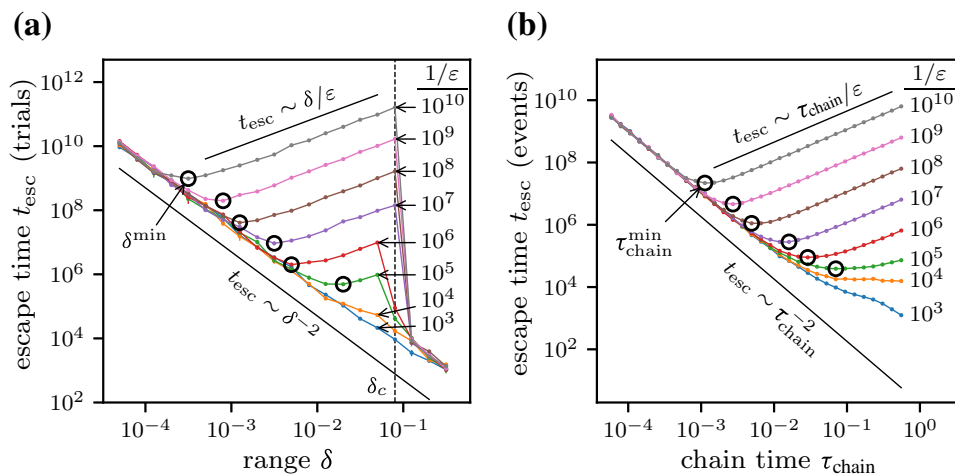 (a)
escape time t_esc (trials)
10^12
10^10
10^8
10^6
10^4
10^2
t_esc ~ δ/ε
1/ε
10^10
10^9
10^8
10^7
10^6
10^5
10^4
10^3
δ^min
t_esc ~ δ^−2
δ_c
10^−4
10^−3
10^−2
10^−1
range δ
(b)
escape time t_esc (events)
10^10
10^8
10^6
10^4
10^2
t_esc ~ τ_chain/ε
1/ε
10^10
10^9
10^8
10^7
10^6
10^5
10^4
10^3
τ_chain^min
t_esc ~ τ_chain^−2
10^−4
10^−3
10^−2
10^−1
10^0
chain time τ_chain